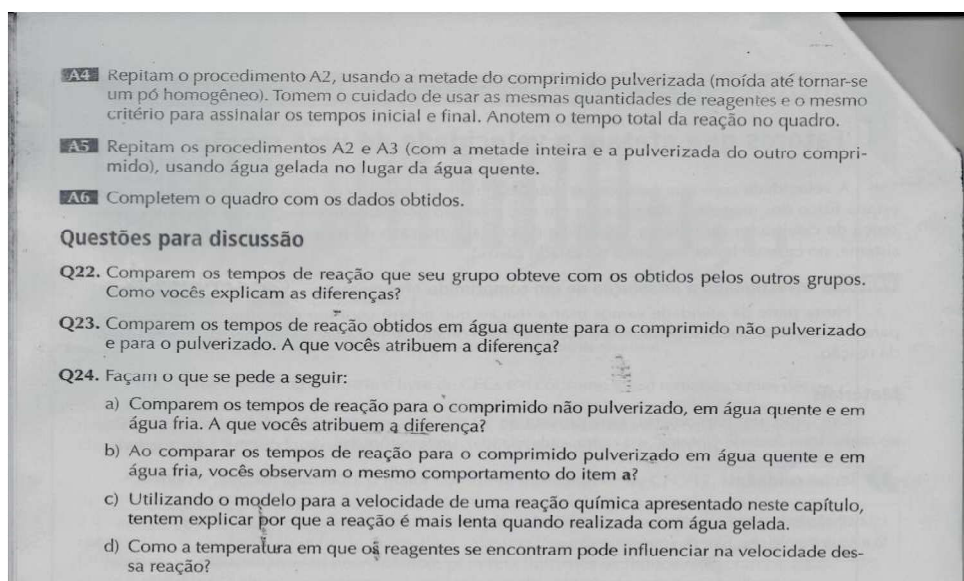 A4 Repitam o procedimento A2, usando a metade do comprimido pulverizada (moída até tornar-se
um pó homogêneo). Tomem o cuidado de usar as mesmas quantidades de reagentes e o mesmo
critério para assinalar os tempos inicial e final. Anotem o tempo total da reação no quadro.
A5 Repitam os procedimentos A2 e A3 (com a metade inteira e a pulverizada do outro compri-
mido), usando água gelada no lugar da água quente.
A6 Completem o quadro com os dados obtidos.
Questões para discussão
Q22. Comparem os tempos de reação que seu grupo obteve com os obtidos pelos outros grupos.
Como vocês explicam as diferenças?
Q23. Comparem os tempos de reação obtidos em água quente para o comprimido não pulverizado
e para o pulverizado. A que vocês atribuem a diferença?
Q24. Façam o que se pede a seguir:
a) Comparem os tempos de reação para o comprimido não pulverizado, em água quente e em
água fria. A que vocês atribuem a diferença?
b) Ao comparar os tempos de reação para o comprimido pulverizado em água quente e em
água fria, vocês observam o mesmo comportamento do item a?
c) Utilizando o modelo para a velocidade de uma reação química apresentado neste capítulo,
tentem explicar por que a reação é mais lenta quando realizada com água gelada.
d) Como a temperatura em que os reagentes se encontram pode influenciar na velocidade des-
sa reação?